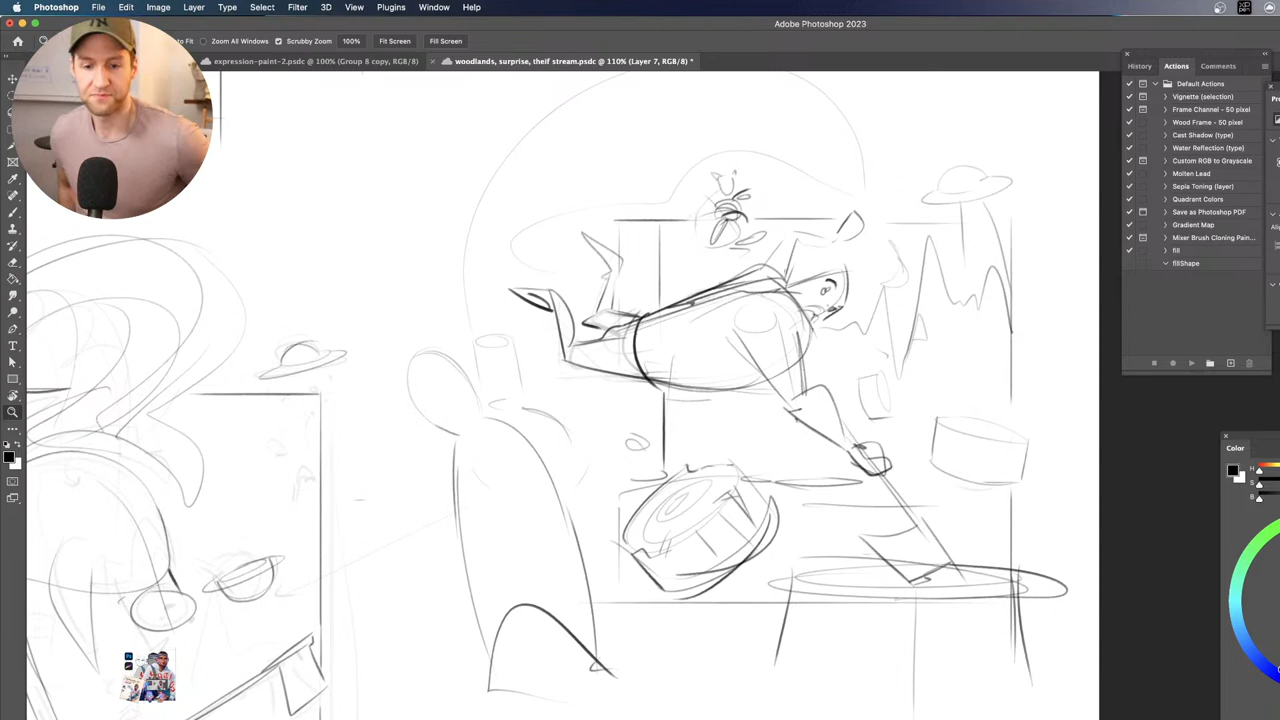 Photoshop File Edit Image Layer Type Select Filter 3D View Plugins Window Help
Adobe Photoshop 2023
to Fit Zoom All Windows Scrubby Zoom 100% Fit Screen Fill Screen
expression-paint-2.psdc @ 100% (Group 8 copy, RGB/8)
woodlands, surprise, theif stream.psdc @ 110% (Layer 7, RGB/8) *
History Actions Comments
Default Actions
Vignette (selection)
Frame Channel - 50 pixel
Wood Frame - 50 pixel
Cast Shadow (type)
Water Reflection (type)
Custom RGB to Grayscale
Molten Lead
Sepia Toning (layer)
Quadrant Colors
Save as Photoshop PDF
Gradient Map
Mixer Brush Cloning Pain...
fill
fillShape
Color
H
S
B